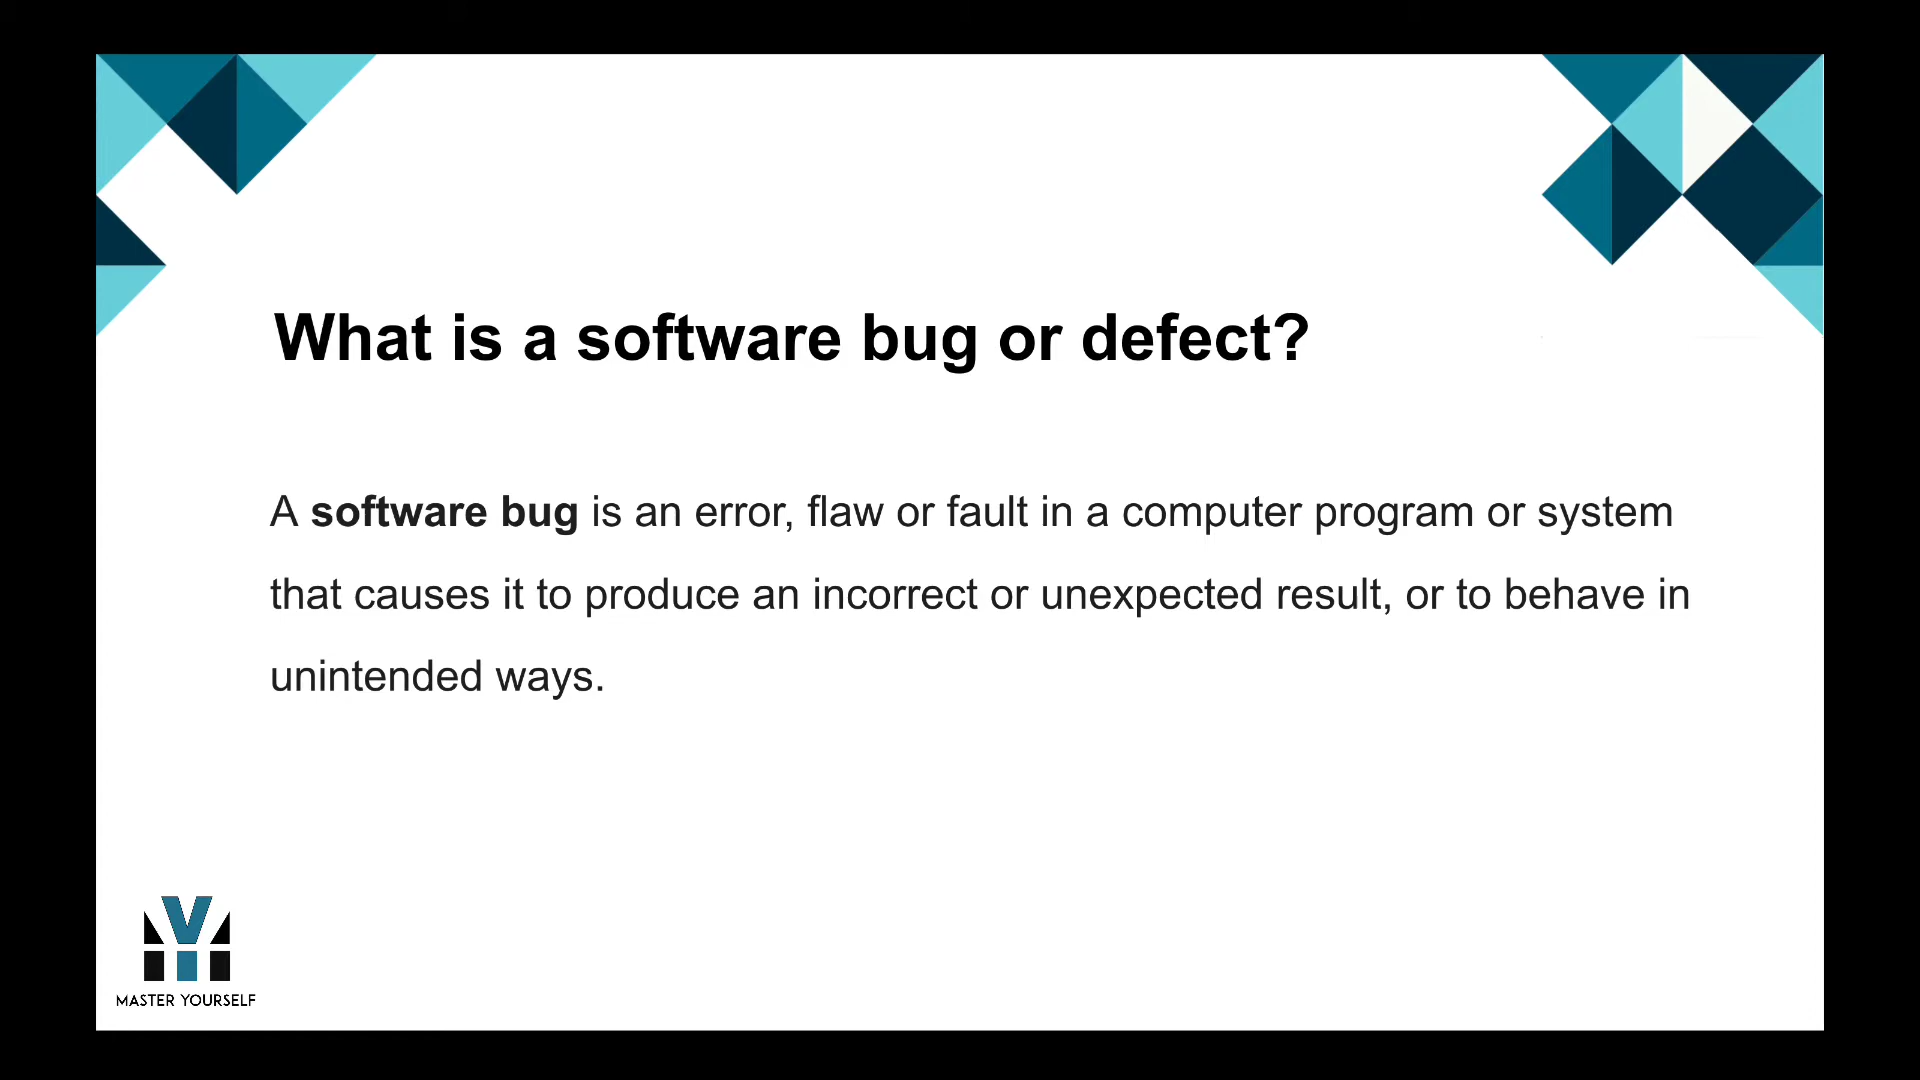 What is a software bug or defect?
A software bug is an error, flaw or fault in a computer program or system
that causes it to produce an incorrect or unexpected result, or to behave in
unintended ways.
MASTER YOURSELF